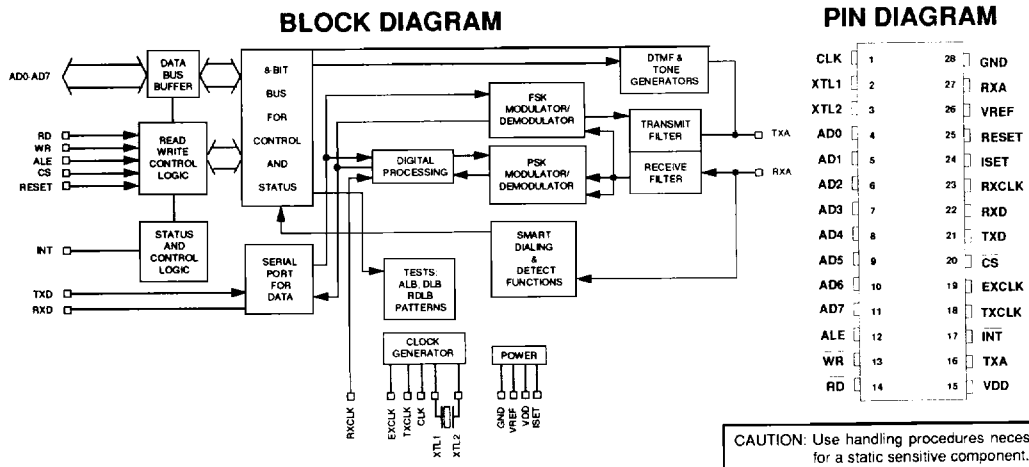 BLOCK DIAGRAM
AD0-AD7
DATA
BUS
BUFFER
8-BIT
BUS
FOR
CONTROL
AND
STATUS
DTMF &
TONE
GENERATORS
FSK
MODULATOR/
DEMODULATOR
RD
WR
ALE
CS
RESET
READ
WRITE
CONTROL
LOGIC
DIGITAL
PROCESSING
PSK
MODULATOR/
DEMODULATOR
TRANSMIT
FILTER
RECEIVE
FILTER
TXA
RXA
INT
STATUS
AND
CONTROL
LOGIC
SMART
DIALING
&
DETECT
FUNCTIONS
TXD
RXD
SERIAL
PORT
FOR
DATA
TESTS:
ALB, DLB
RDLB
PATTERNS
CLOCK
GENERATOR
POWER
RXCLK
EXCLK
TXCLK
CLK
XTL1
XTL2
GND
VREF
VDD
ISET
PIN DIAGRAM
CLK 1 28 GND
XTL1 2 27 RXA
XTL2 3 26 VREF
AD0 4 25 RESET
AD1 5 24 ISET
AD2 6 23 RXCLK
AD3 7 22 RXD
AD4 8 21 TXD
AD5 9 20 C̅S̅
AD6 10 19 EXCLK
AD7 11 18 TXCLK
ALE 12 17 I̅N̅T̅
W̅R̅ 13 16 TXA
R̅D̅ 14 15 VDD
CAUTION: Use handling procedures neces
for a static sensitive component.